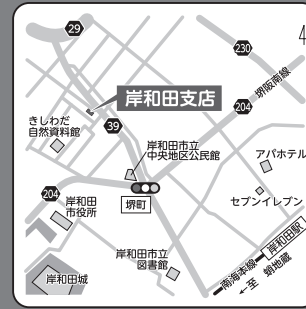 29
4
230
堺阪南線
岸和田支店
204
きしわだ
自然資料館
39
岸和田市立
中央地区公民館
アパホテル
204
岸和田
市役所
堺町
セブンイレブン
岸和田市立
図書館
岸和田駅
南海本線
←至 蛸地蔵
岸和田城